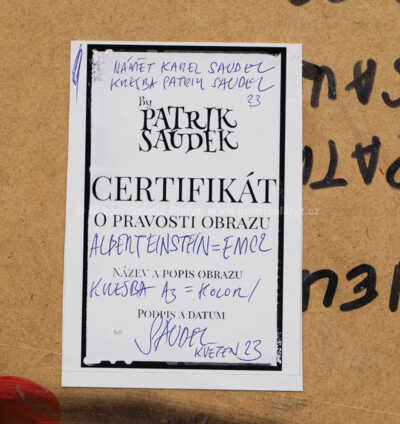 NÁMĚT KAREL SAUDEK
KRESBA PATRIK SAUDEK
23
By
PATRIK
SAUDEK
CERTIFIKÁT
O PRAVOSTI OBRAZU
ALBERT EINSTEIN = EMC2
NÁZEV A POPIS OBRAZU
KRESBA A3 = KOLOR/
PODPIS A DATUM
SAUDEK
KVĚTEN 23